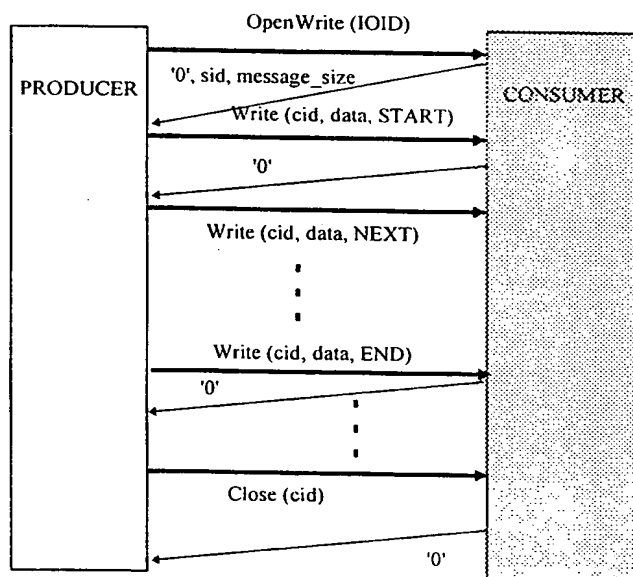 OpenWrite (IOID)
PRODUCER
'0', sid, message_size
CONSUMER
Write (cid, data, START)
'0'
Write (cid, data, NEXT)
Write (cid, data, END)
'0'
Close (cid)
'0'